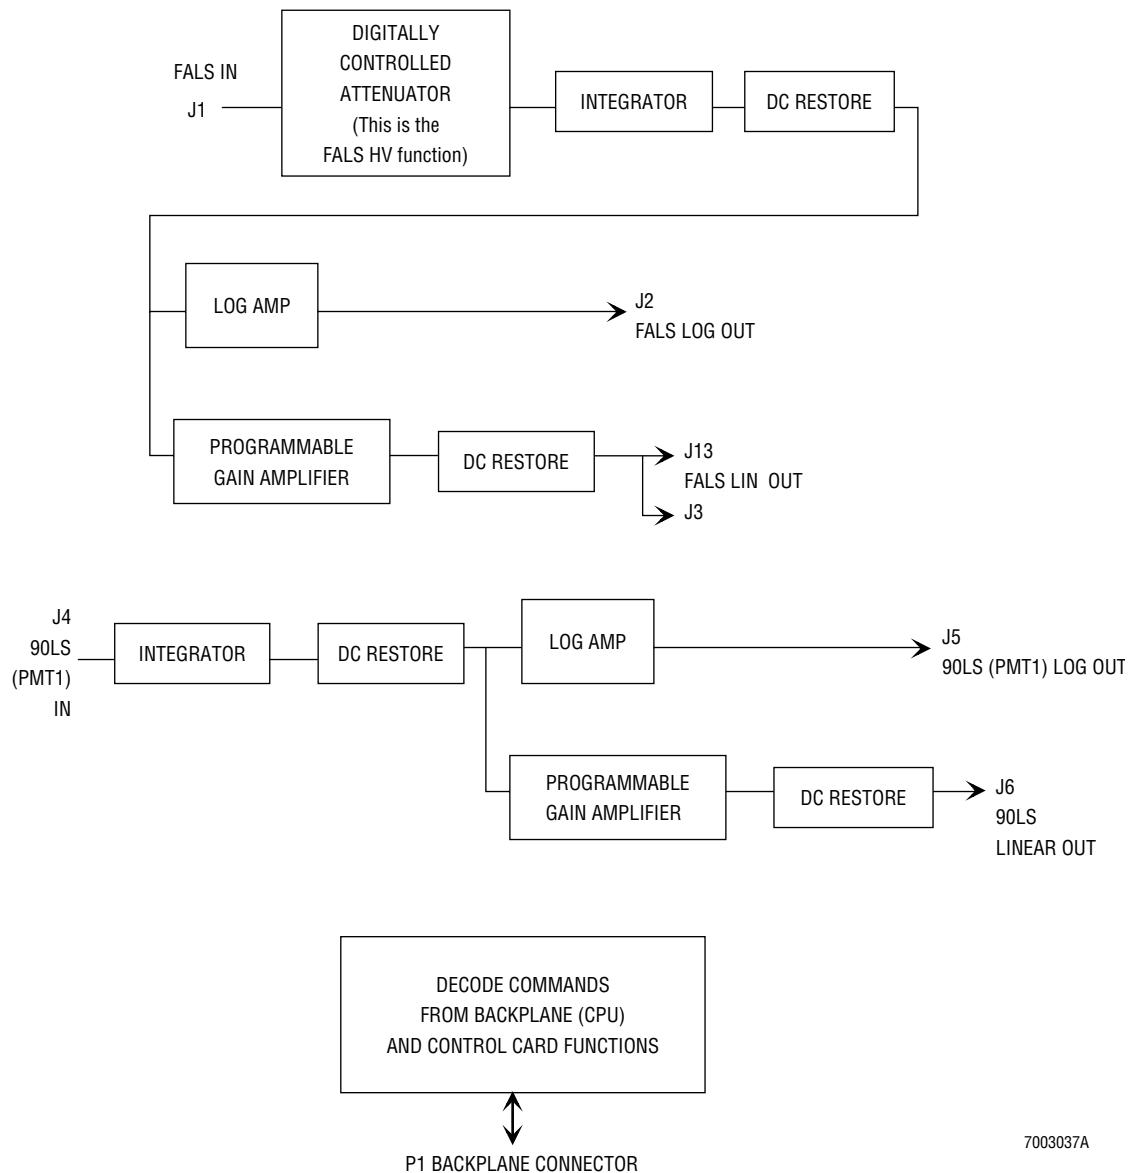 DIGITALLY
CONTROLLED
ATTENUATOR
(This is the
FALS HV function)
FALS IN
J1
INTEGRATOR
DC RESTORE
LOG AMP
J2
FALS LOG OUT
PROGRAMMABLE
GAIN AMPLIFIER
DC RESTORE
J13
FALS LIN OUT
J3
J4
90LS
(PMT1)
IN
INTEGRATOR
DC RESTORE
LOG AMP
J5
90LS (PMT1) LOG OUT
PROGRAMMABLE
GAIN AMPLIFIER
DC RESTORE
J6
90LS
LINEAR OUT
DECODE COMMANDS
FROM BACKPLANE (CPU)
AND CONTROL CARD FUNCTIONS
P1 BACKPLANE CONNECTOR
7003037A